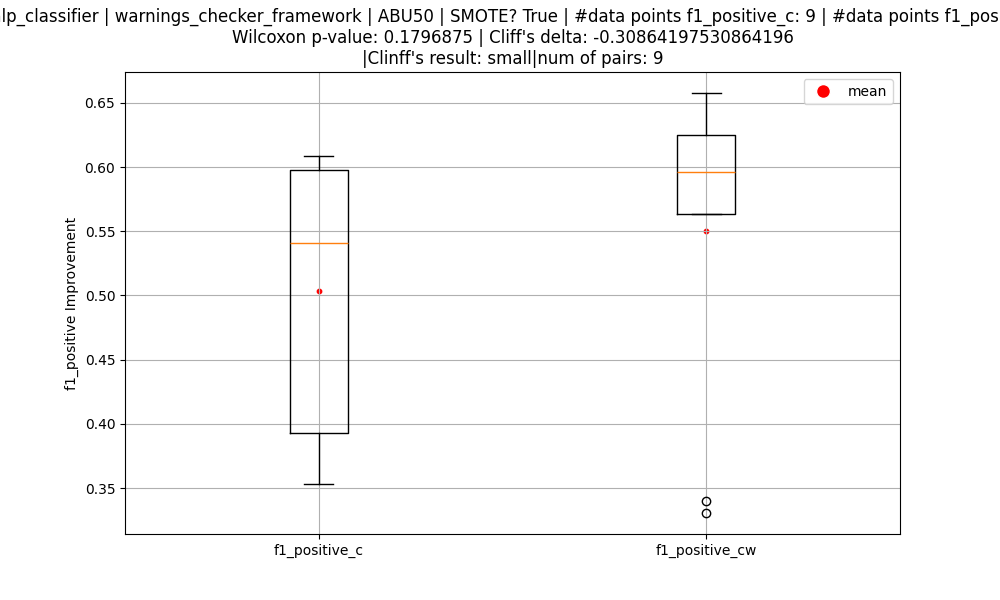 lp_classifier | warnings_checker_framework | ABU50 | SMOTE? True | #data points f1_positive_c: 9 | #data points f1_pos
Wilcoxon p-value: 0.1796875 | Cliff's delta: -0.30864197530864196
|Clinff's result: small|num of pairs: 9
mean
0.65
0.60
0.55
0.50
0.45
0.40
0.35
f1_positive Improvement
f1_positive_c
f1_positive_cw